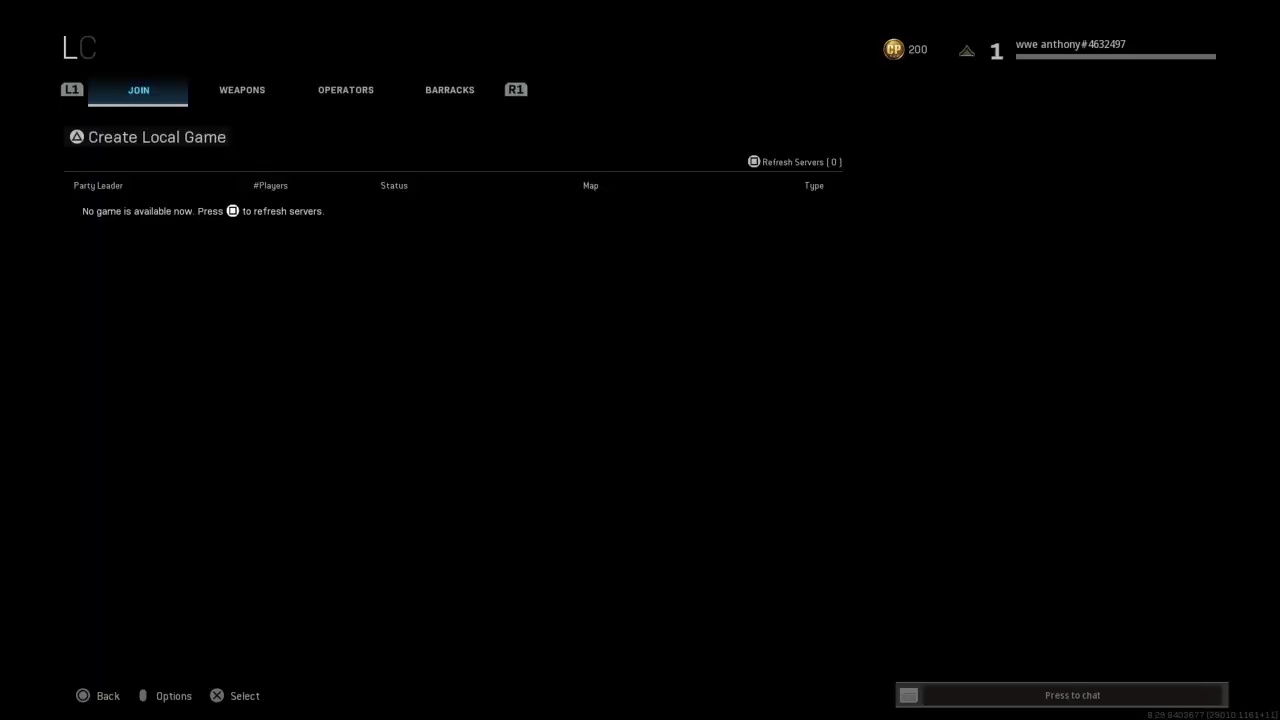 LC
CP 200
1
wwe anthony#4632497
L1 JOIN WEAPONS OPERATORS BARRACKS R1
Create Local Game
Refresh Servers [ 0 ]
Party Leader #Players Status Map Type
No game is available now. Press to refresh servers.
Back Options Select
Press to chat